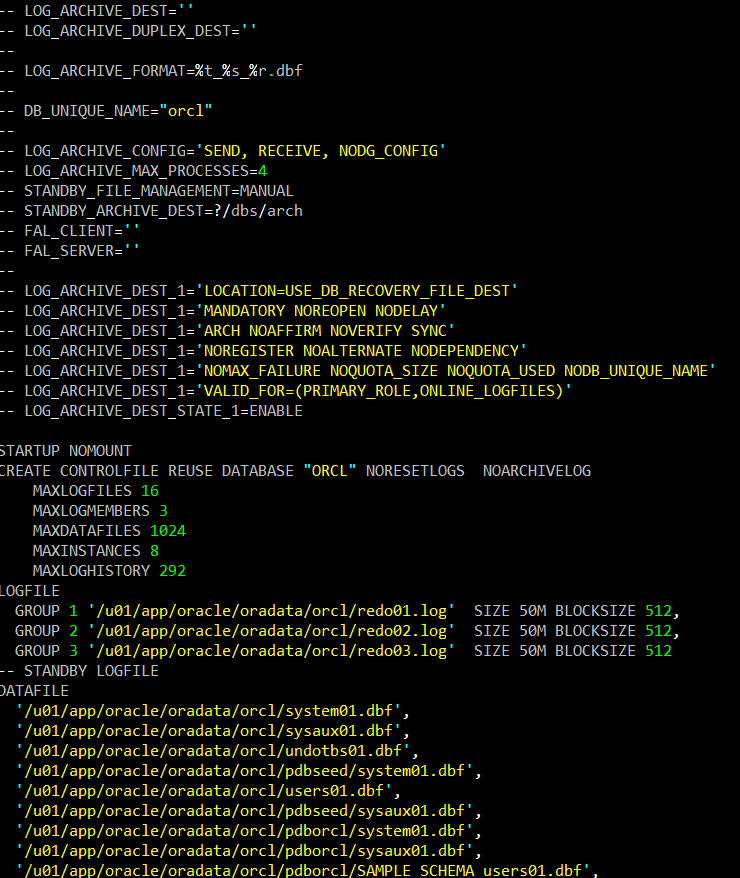 -- LOG_ARCHIVE_DEST=''
-- LOG_ARCHIVE_DUPLEX_DEST=''
--
-- LOG_ARCHIVE_FORMAT=%t_%s_%r.dbf
--
-- DB_UNIQUE_NAME="orcl"
--
-- LOG_ARCHIVE_CONFIG='SEND, RECEIVE, NODG_CONFIG'
-- LOG_ARCHIVE_MAX_PROCESSES=4
-- STANDBY_FILE_MANAGEMENT=MANUAL
-- STANDBY_ARCHIVE_DEST=?/dbs/arch
-- FAL_CLIENT=''
-- FAL_SERVER=''
--
-- LOG_ARCHIVE_DEST_1='LOCATION=USE_DB_RECOVERY_FILE_DEST'
-- LOG_ARCHIVE_DEST_1='MANDATORY NOREOPEN NODELAY'
-- LOG_ARCHIVE_DEST_1='ARCH NOAFFIRM NOVERIFY SYNC'
-- LOG_ARCHIVE_DEST_1='NOREGISTER NOALTERNATE NODEPENDENCY'
-- LOG_ARCHIVE_DEST_1='NOMAX_FAILURE NOQUOTA_SIZE NOQUOTA_USED NODB_UNIQUE_NAME'
-- LOG_ARCHIVE_DEST_1='VALID_FOR=(PRIMARY_ROLE,ONLINE_LOGFILES)'
-- LOG_ARCHIVE_DEST_STATE_1=ENABLE
STARTUP NOMOUNT
CREATE CONTROLFILE REUSE DATABASE "ORCL" NORESETLOGS  NOARCHIVELOG
    MAXLOGFILES 16
    MAXLOGMEMBERS 3
    MAXDATAFILES 1024
    MAXINSTANCES 8
    MAXLOGHISTORY 292
LOGFILE
  GROUP 1 '/u01/app/oracle/oradata/orcl/redo01.log'  SIZE 50M BLOCKSIZE 512,
  GROUP 2 '/u01/app/oracle/oradata/orcl/redo02.log'  SIZE 50M BLOCKSIZE 512,
  GROUP 3 '/u01/app/oracle/oradata/orcl/redo03.log'  SIZE 50M BLOCKSIZE 512
-- STANDBY LOGFILE
DATAFILE
  '/u01/app/oracle/oradata/orcl/system01.dbf',
  '/u01/app/oracle/oradata/orcl/sysaux01.dbf',
  '/u01/app/oracle/oradata/orcl/undotbs01.dbf',
  '/u01/app/oracle/oradata/orcl/pdbseed/system01.dbf',
  '/u01/app/oracle/oradata/orcl/users01.dbf',
  '/u01/app/oracle/oradata/orcl/pdbseed/sysaux01.dbf',
  '/u01/app/oracle/oradata/orcl/pdborcl/system01.dbf',
  '/u01/app/oracle/oradata/orcl/pdborcl/sysaux01.dbf',
  '/u01/app/oracle/oradata/orcl/pdborcl/SAMPLE_SCHEMA_users01.dbf',